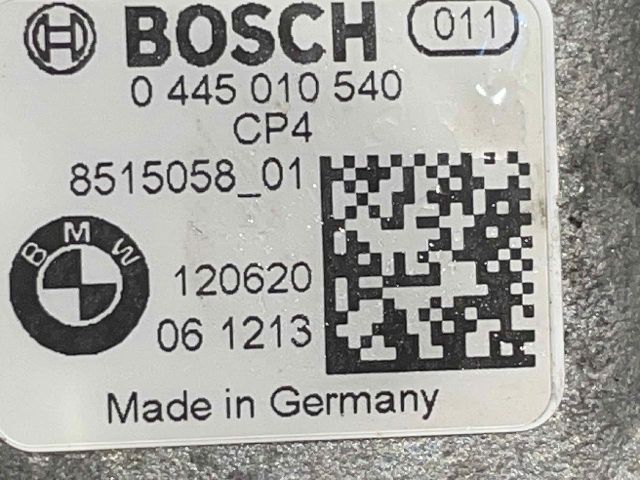 BOSCH 011
0 445 010 540
CP4
8515058_01
BMW
120620
06 1213
Made in Germany